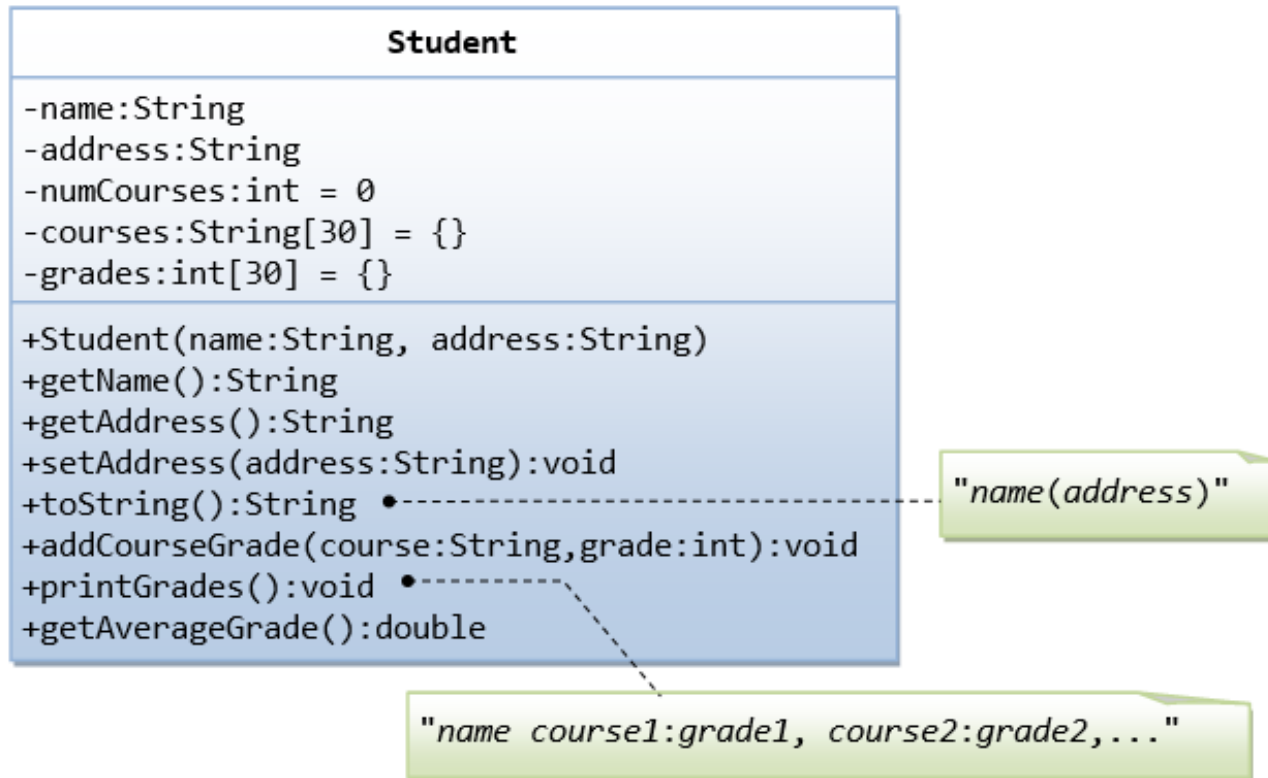 Student
-name:String
-address:String
-numCourses:int = 0
-courses:String[30] = {}
-grades:int[30] = {}
+Student(name:String, address:String)
+getName():String
+getAddress():String
+setAddress(address:String):void
+toString():String
"name(address)"
+addCourseGrade(course:String,grade:int):void
+printGrades():void
+getAverageGrade():double
"name course1:grade1, course2:grade2,..."